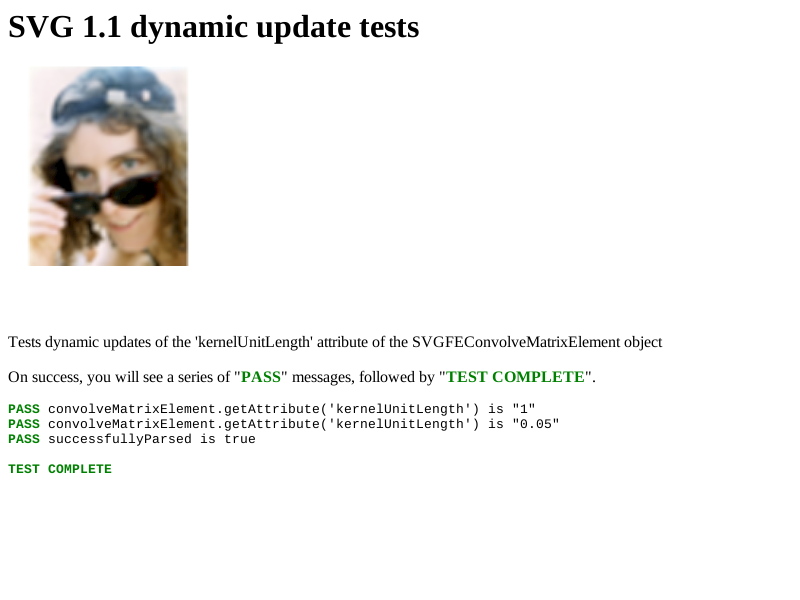 SVG 1.1 dynamic update tests
Tests dynamic updates of the 'kernelUnitLength' attribute of the SVGFEConvolveMatrixElement object
On success, you will see a series of "PASS" messages, followed by "TEST COMPLETE".
PASS convolveMatrixElement.getAttribute('kernelUnitLength') is "1"
PASS convolveMatrixElement.getAttribute('kernelUnitLength') is "0.05"
PASS successfullyParsed is true
TEST COMPLETE